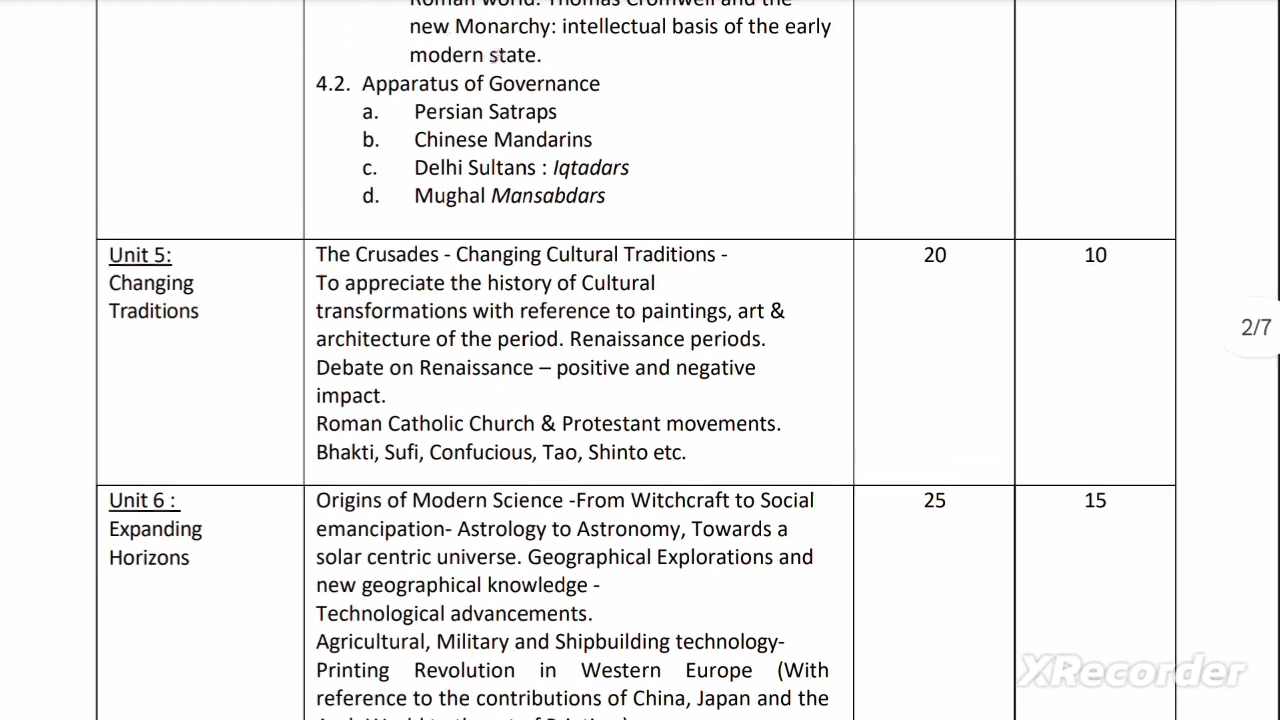 new Monarchy: intellectual basis of the early
modern state.
4.2. Apparatus of Governance
a. Persian Satraps
b. Chinese Mandarins
c. Delhi Sultans : Iqtadars
d. Mughal Mansabdars
Unit 5:
Changing
Traditions
The Crusades - Changing Cultural Traditions -
To appreciate the history of Cultural
transformations with reference to paintings, art &
architecture of the period. Renaissance periods.
Debate on Renaissance – positive and negative
impact.
Roman Catholic Church & Protestant movements.
Bhakti, Sufi, Confucious, Tao, Shinto etc.
20
10
2/7
Unit 6 :
Expanding
Horizons
Origins of Modern Science -From Witchcraft to Social
emancipation- Astrology to Astronomy, Towards a
solar centric universe. Geographical Explorations and
new geographical knowledge -
Technological advancements.
Agricultural, Military and Shipbuilding technology-
Printing Revolution in Western Europe (With
reference to the contributions of China, Japan and the
25
15
XRecorder